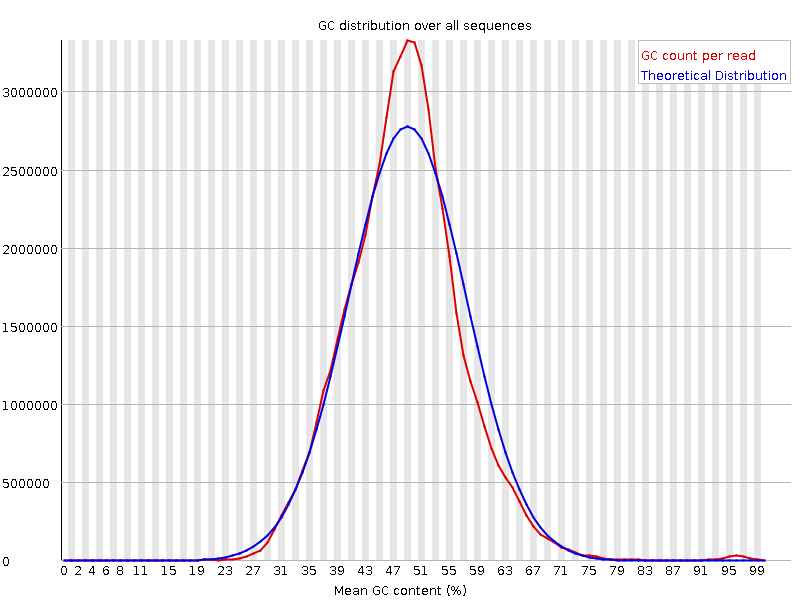 GC distribution over all sequences
GC count per read
Theoretical Distribution
3000000
2500000
2000000
1500000
1000000
500000
0
0 2 4 6 8 11 15 19 23 27 31 35 39 43 47 51 55 59 63 67 71 75 79 83 87 91 95 99
Mean GC content (%)